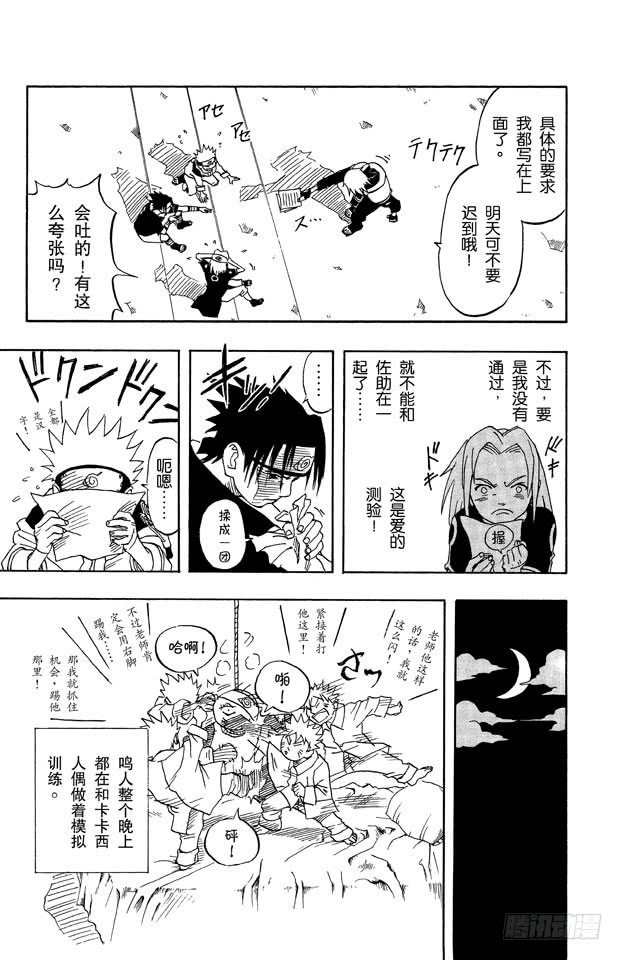 具体的要求
我都写在上
面了。
明天可不要
迟到哦！
テクテク
アセ
アセ
ズ…
会吐的！有这
么夸张吗？
不过，要
是我没有
通过，
就不能和
佐助在一
起了……
这是爱的
测验！
握
……
揉成一
团
ドクンドクン
全都
是汉
字！
呃嗯……
老师他这样
的话，我就
这么闪！
紧接着打
他这里！
不过老师肯
定会用右脚
踢我…
那我就抓住
机会，踢他
那里！
哈啊！
啪！
砰！
鸣人整个晚上
都在和卡卡西
人偶做着模拟
训练。
腾讯动漫